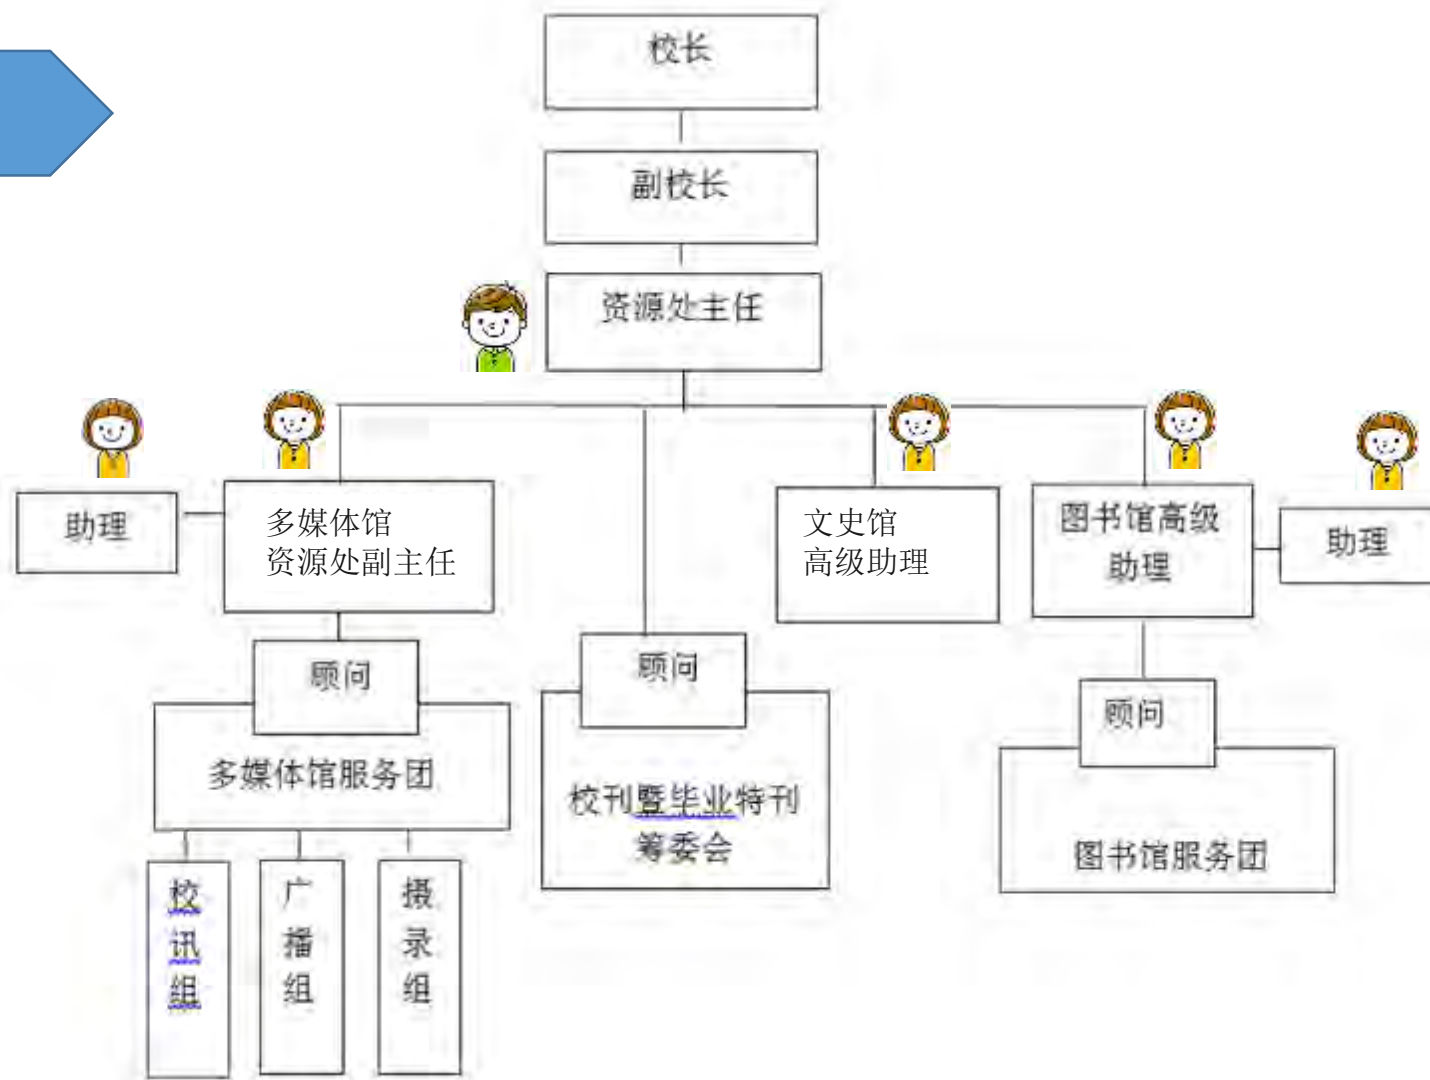 校长
副校长
资源处主任
助理
多媒体馆
资源处副主任
文史馆
高级助理
图书馆高级
助理
助理
顾问
多媒体馆服务团
顾问
校刊暨毕业特刊
筹委会
顾问
图书馆服务团
校讯组
广播组
摄录组